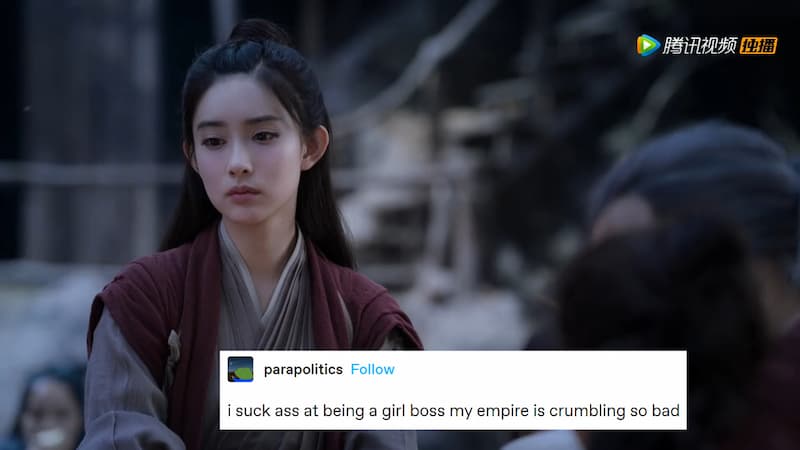 腾讯视频 独播
parapolitics Follow
i suck ass at being a girl boss my empire is crumbling so bad